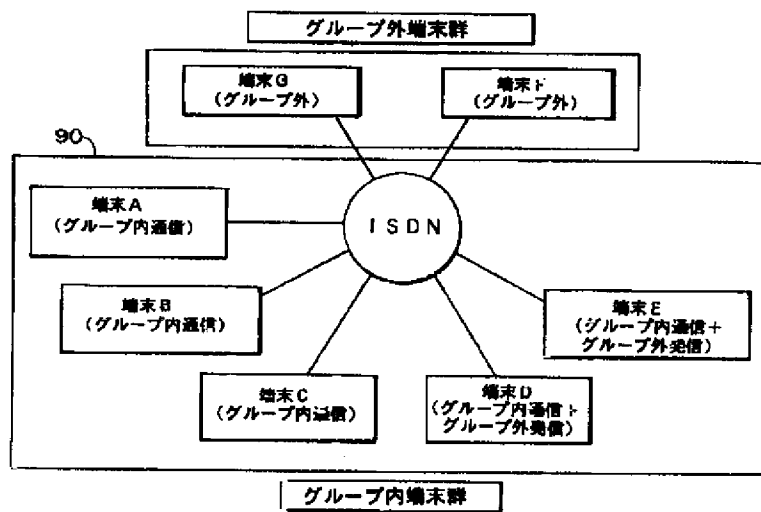 グループ外端末群
端末G
(グループ外)
端末F
(グループ外)
90
端末A
(グループ内通信)
ISDN
端末B
(グループ内通信)
端末E
(グループ内通信+
グループ外発信)
端末C
(グループ内通信)
端末D
(グループ内通信+
グループ外発信)
グループ内端末群